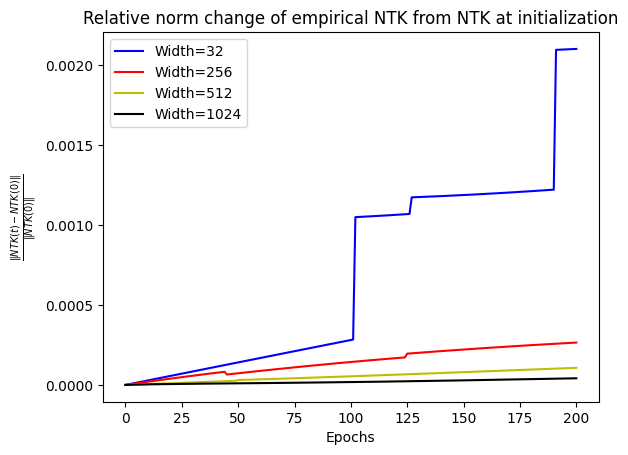 Relative norm change of empirical NTK from NTK at initialization
Width=32
Width=256
Width=512
Width=1024
0.0020
0.0015
0.0010
0.0005
0.0000
||NTK(t) − NTK(0)||
||NTK(0)||
0 25 50 75 100 125 150 175 200
Epochs